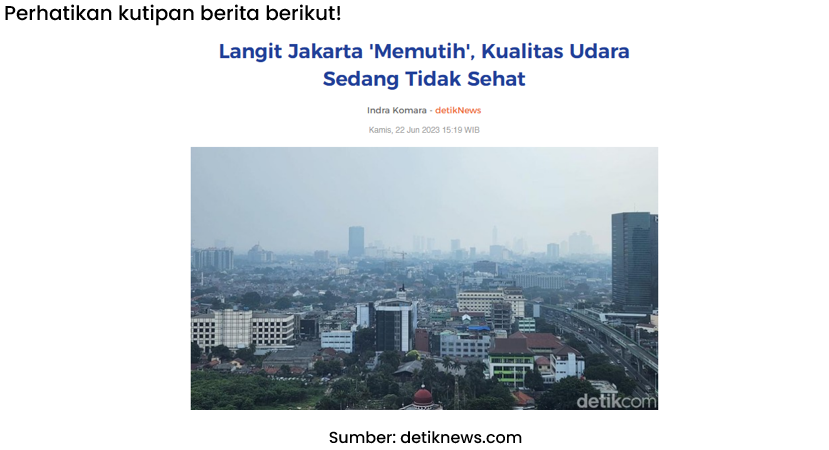 Perhatikan kutipan berita berikut!
Langit Jakarta 'Memutih', Kualitas Udara
Sedang Tidak Sehat
Indra Komara - detikNews
Kamis, 22 Jun 2023 15:19 WIB
detikcom
Sumber: detiknews.com